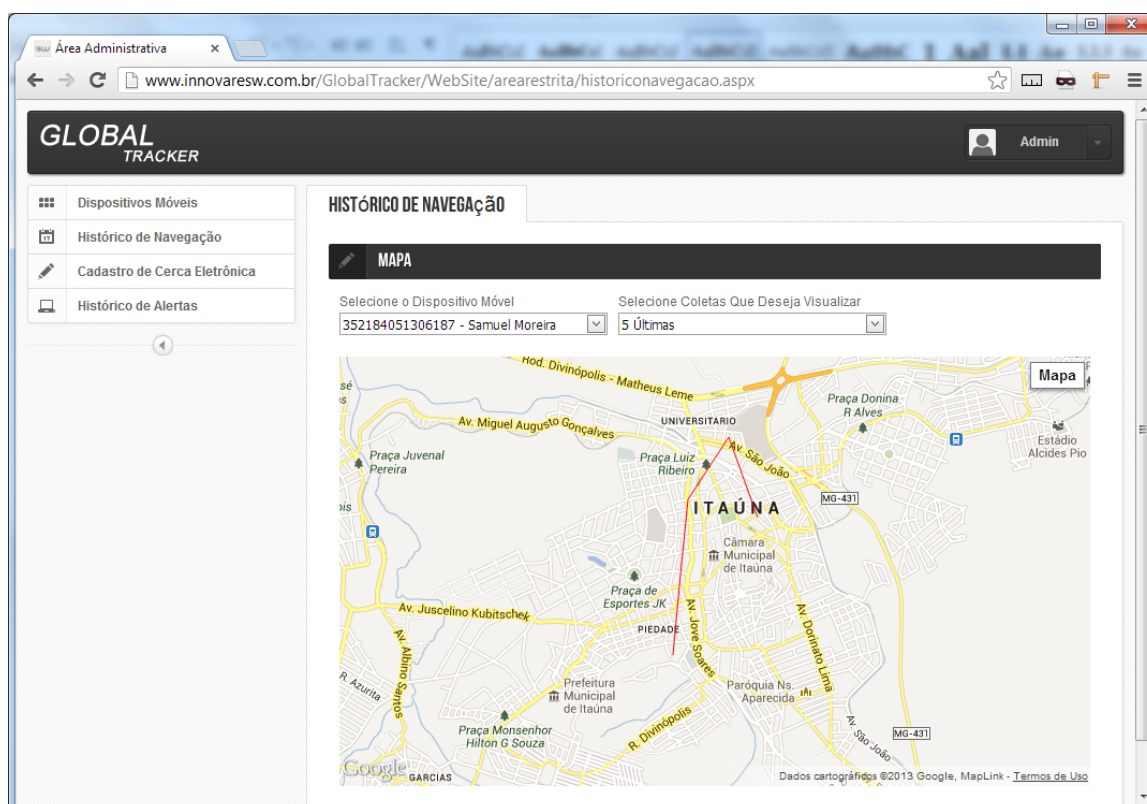 Área Administrativa
www.innovaresw.com.br/GlobalTracker/WebSite/arearestrita/historiconavegacao.aspx
GLOBAL
TRACKER
Admin
Dispositivos Móveis
Histórico de Navegação
Cadastro de Cerca Eletrônica
Histórico de Alertas
HISTÓRICO DE NAVEGAçãO
MAPA
Selecione o Dispositivo Móvel
Selecione Coletas Que Deseja Visualizar
352184051306187 - Samuel Moreira
5 Últimas
Mapa
Rod. Divinópolis - Matheus Leme
Praça Donina
R Alves
Av. Miguel Augusto Gonçalves
UNIVERSITARIO
Estádio
Alcides Pio
Praça Juvenal
Pereira
Praça Luiz
Ribeiro
Av. São João
MG-431
ITAÚNA
Câmara
Municipal
de Itaúna
Praça de
Esportes JK
Av. Juscelino Kubitschek
PIEDADE
Av. Jove Soares
Av. Dorinato Lima
Av. Albino Santos
R. Azurita
Prefeitura
Municipal
de Itaúna
Paróquia Ns.
Aparecida
Praça Monsenhor
Hilton G Souza
R. Divinópolis
Av. São João
MG-431
Google
GARCIAS
Dados cartográficos ©2013 Google, MapLink - Termos de Uso